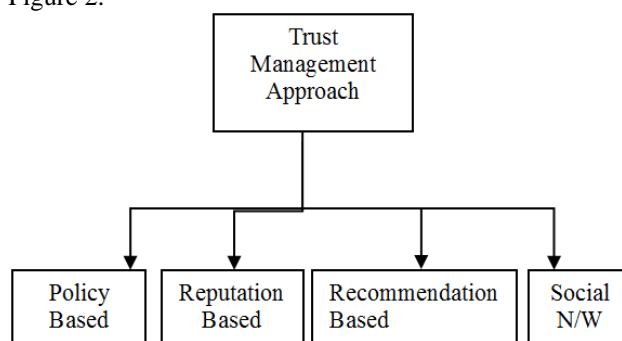 Figure 2.
Trust
Management
Approach
Policy
Based
Reputation
Based
Recommendation
Based
Social
N/W